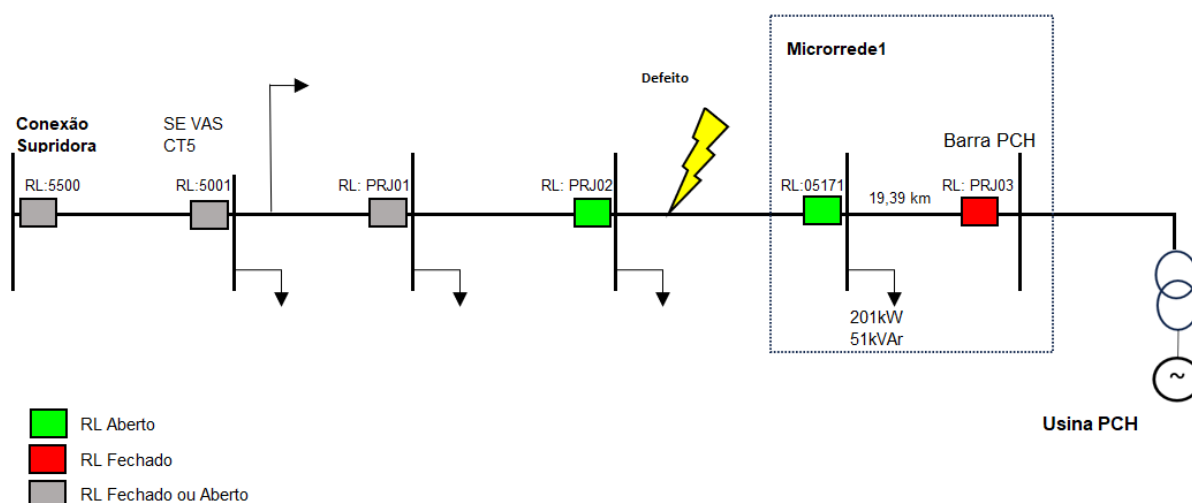 Microrrede1
Defeito
Conexão
Supridora
SE VAS
CT5
Barra PCH
RL:5500
RL:5001
RL: PRJ01
RL: PRJ02
RL:05171
RL: PRJ03
19,39 km
201kW
51kVAr
~
Usina PCH
RL Aberto
RL Fechado
RL Fechado ou Aberto